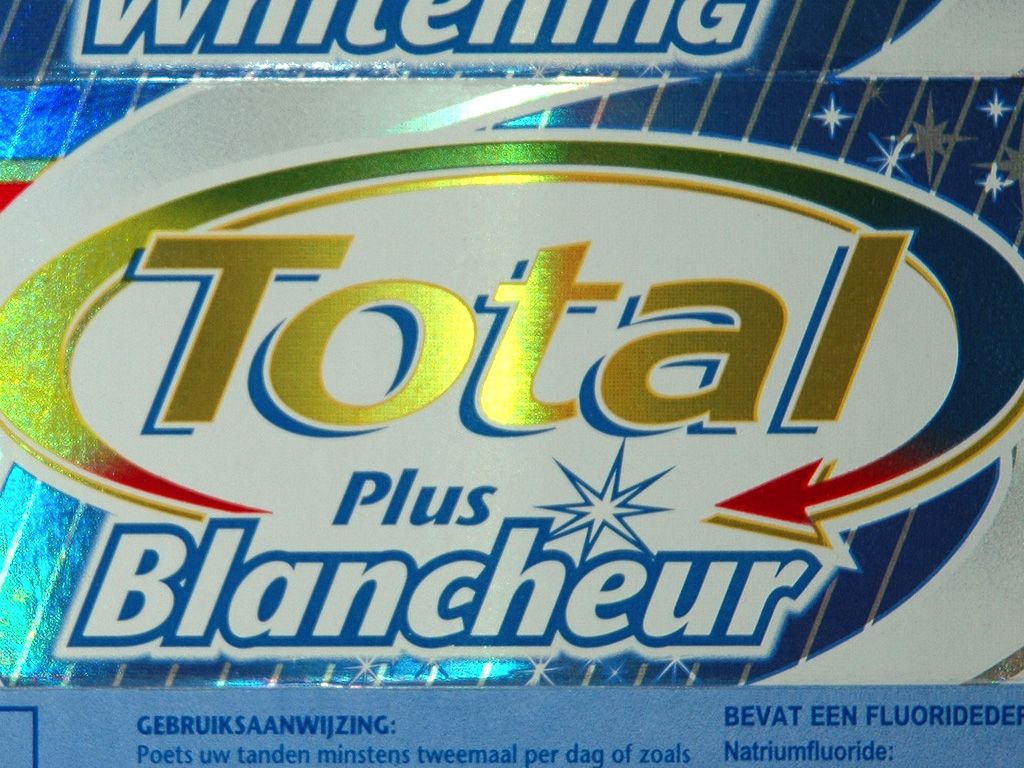 Whitening
Total
Plus
Blancheur
GEBRUIKSAANWIJZING:
Poets uw tanden minstens tweemaal per dag of zoals
BEVAT EEN FLUORIDEDER
Natriumfluoride: